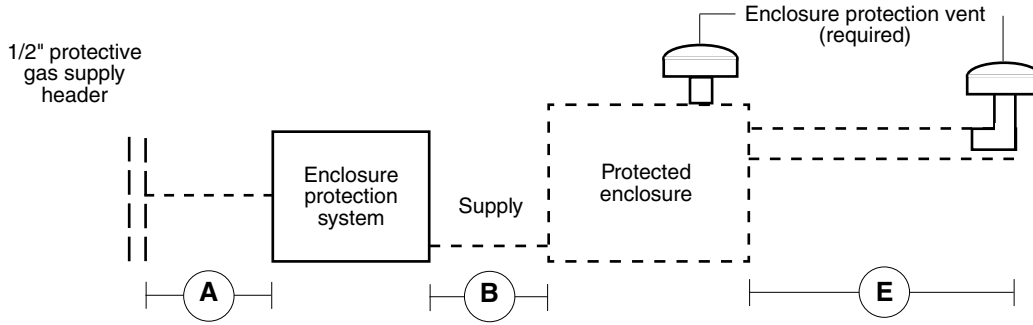 1/2" protective
gas supply
header
Enclosure protection vent
(required)
Enclosure
protection
system
Supply
Protected
enclosure
A
B
E